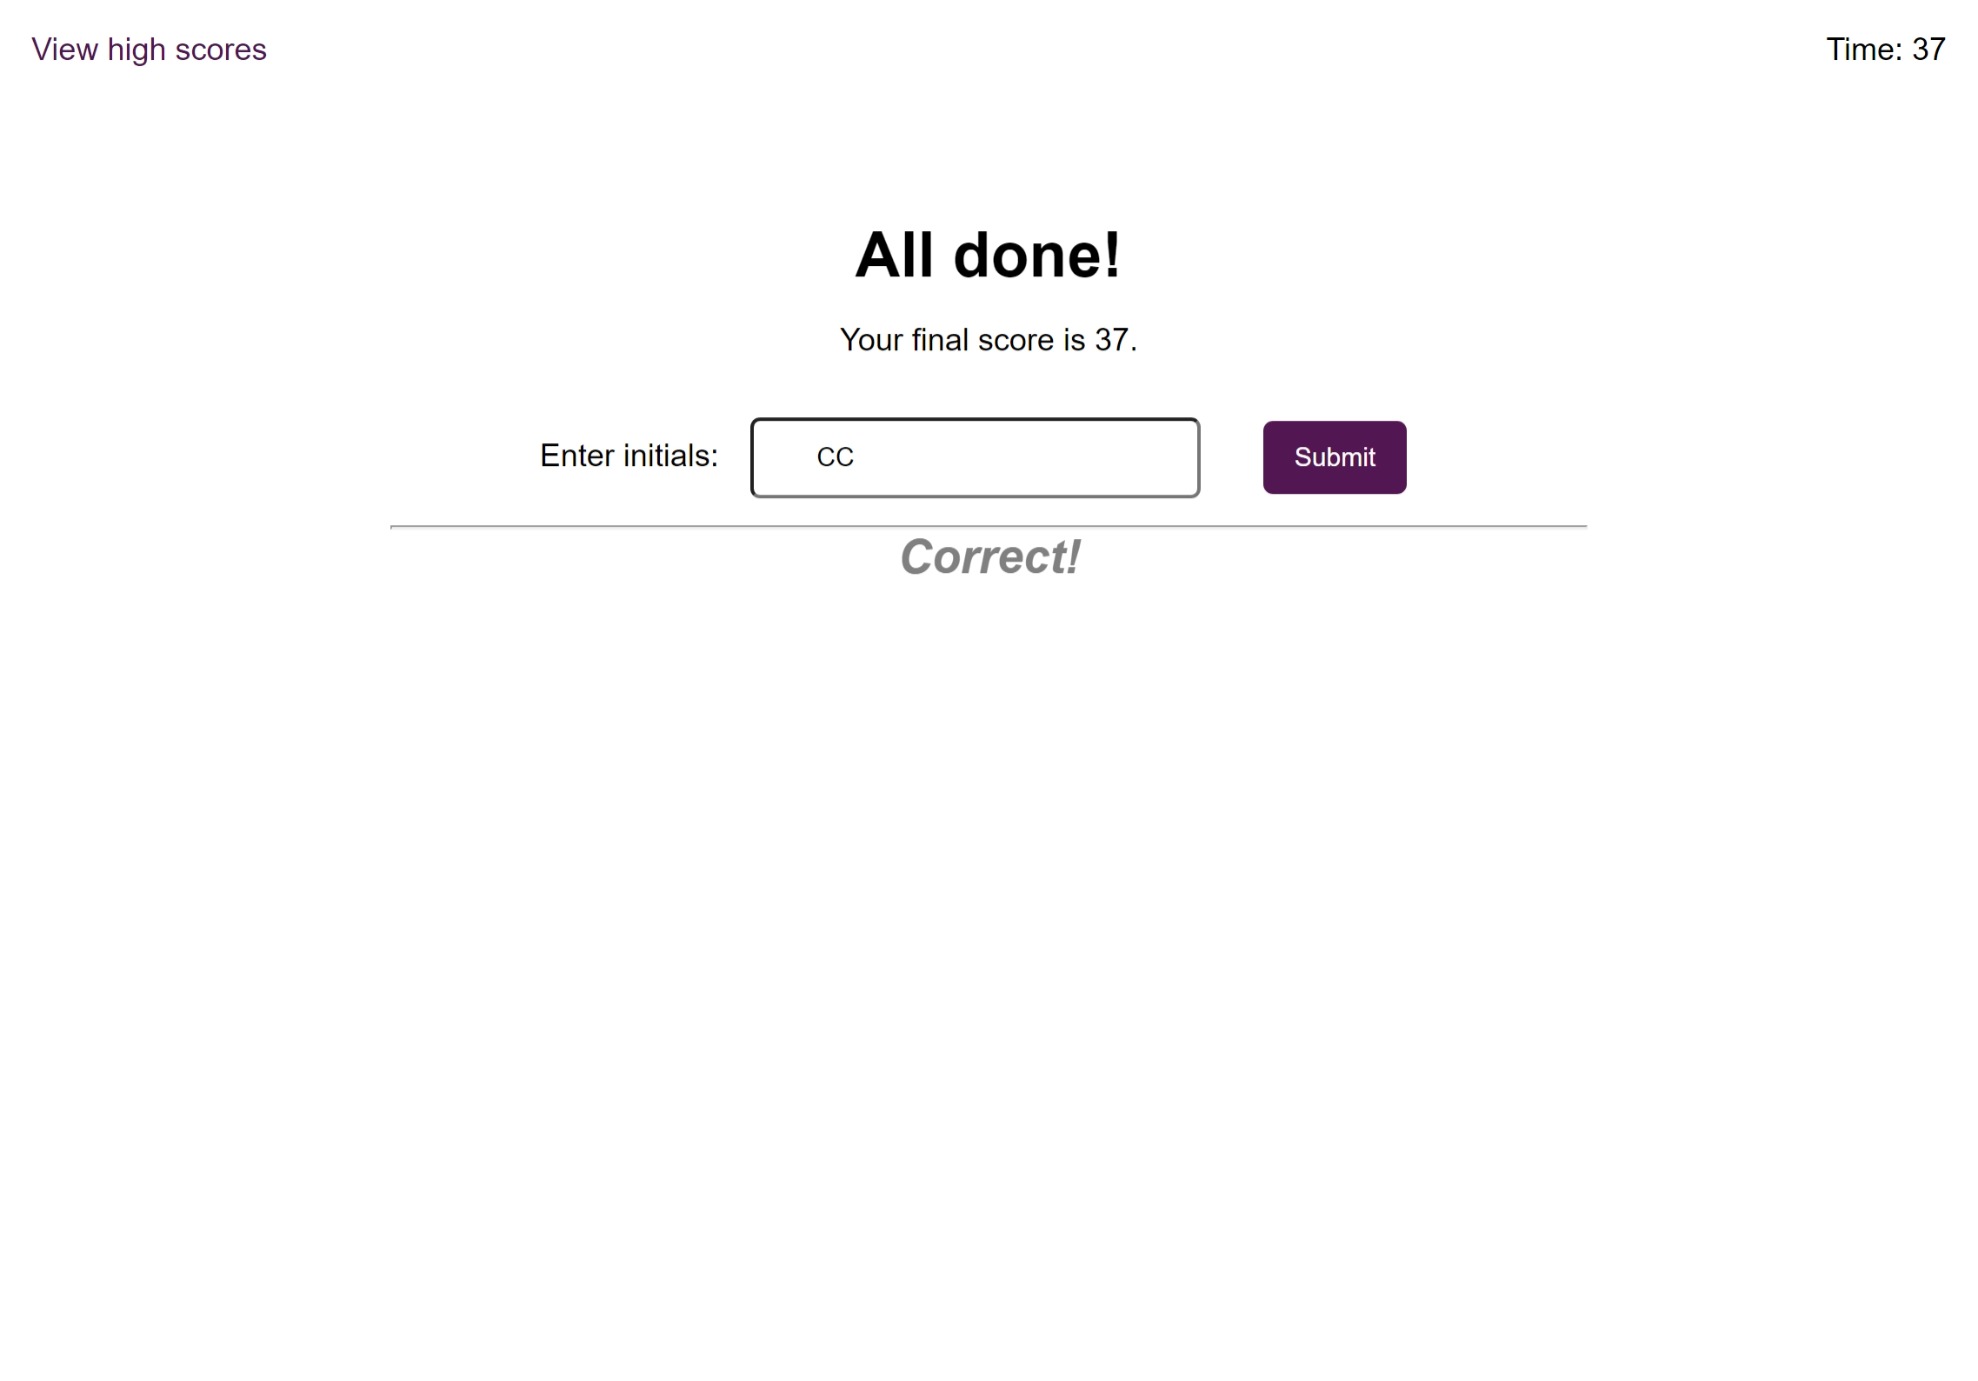 View high scores
Time: 37
All done!
Your final score is 37.
Enter initials: CC Submit
Correct!